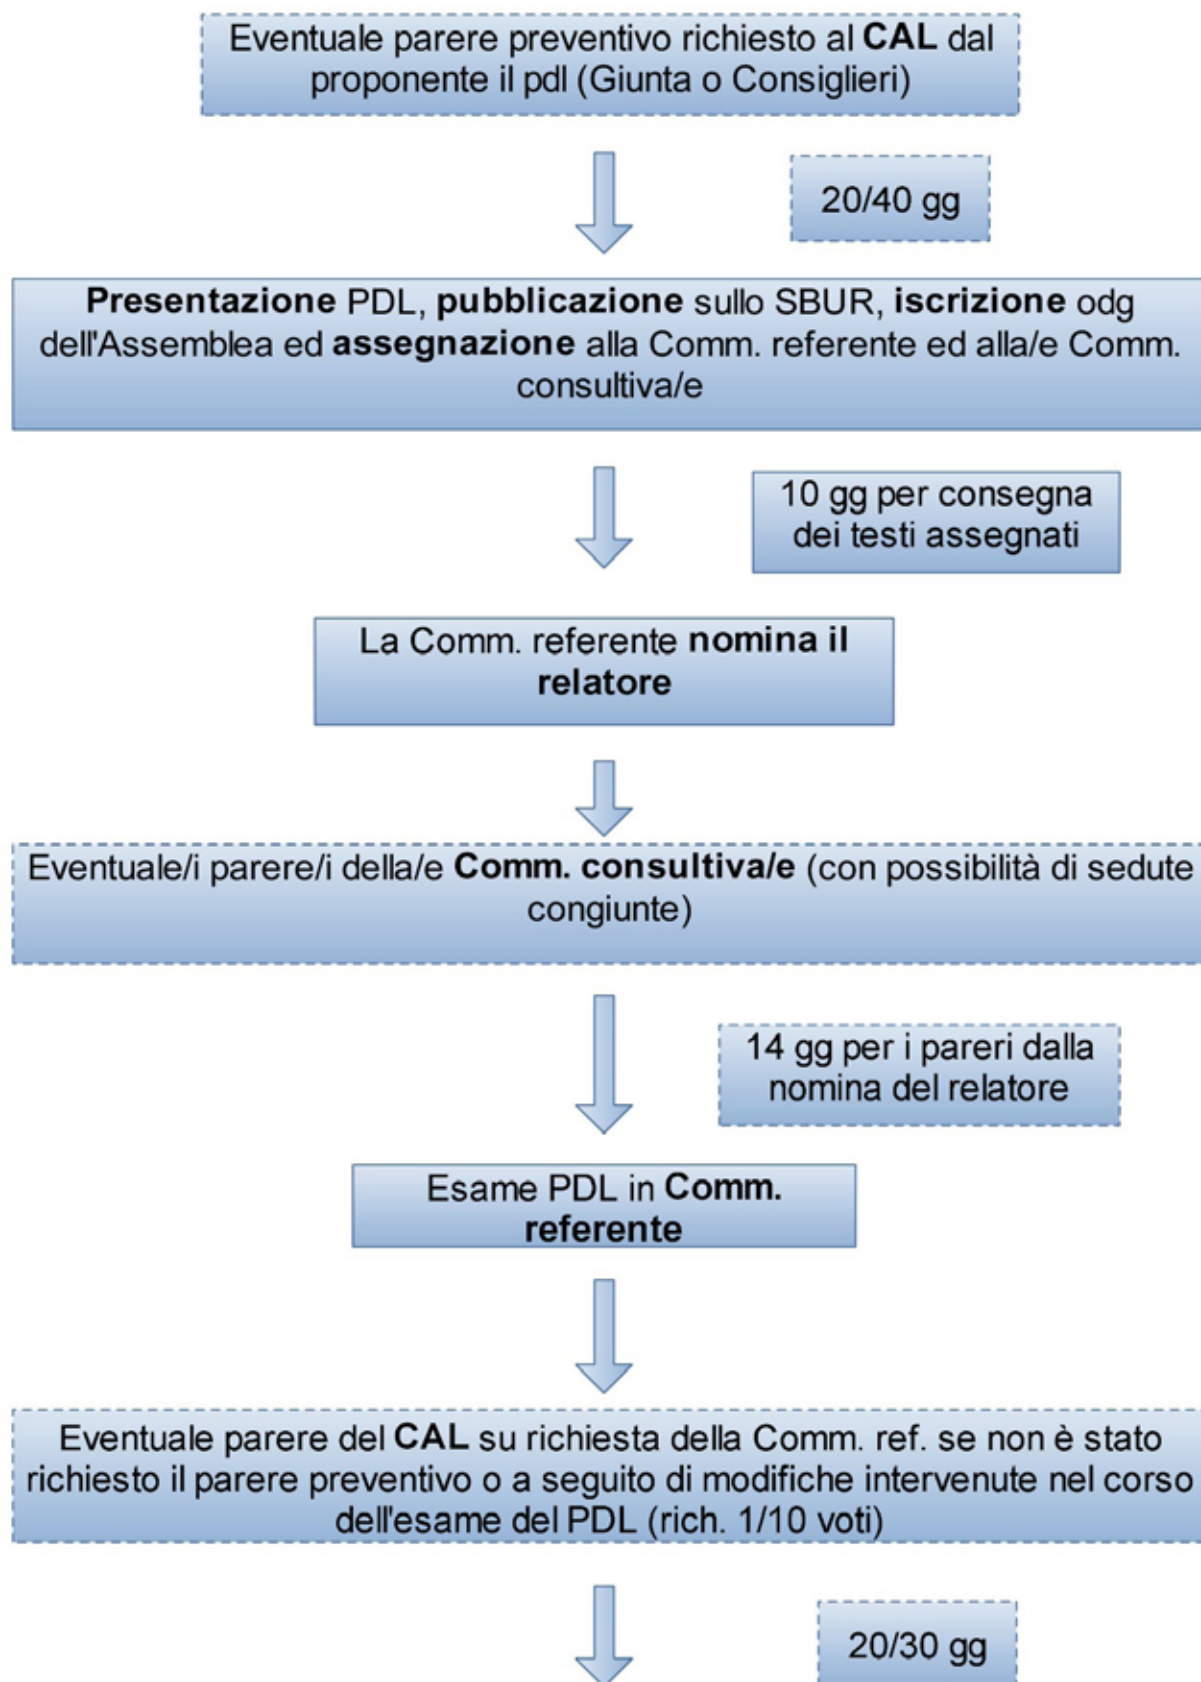 Eventuale parere preventivo richiesto al CAL dal
proponente il pdl (Giunta o Consiglieri)
20/40 gg
Presentazione PDL, pubblicazione sullo SBUR, iscrizione odg
dell'Assemblea ed assegnazione alla Comm. referente ed alla/e Comm.
consultiva/e
10 gg per consegna
dei testi assegnati
La Comm. referente nomina il
relatore
Eventuale/i parere/i della/e Comm. consultiva/e (con possibilità di sedute
congiunte)
14 gg per i pareri dalla
nomina del relatore
Esame PDL in Comm.
referente
Eventuale parere del CAL su richiesta della Comm. ref. se non è stato
richiesto il parere preventivo o a seguito di modifiche intervenute nel corso
dell'esame del PDL (rich. 1/10 voti)
20/30 gg